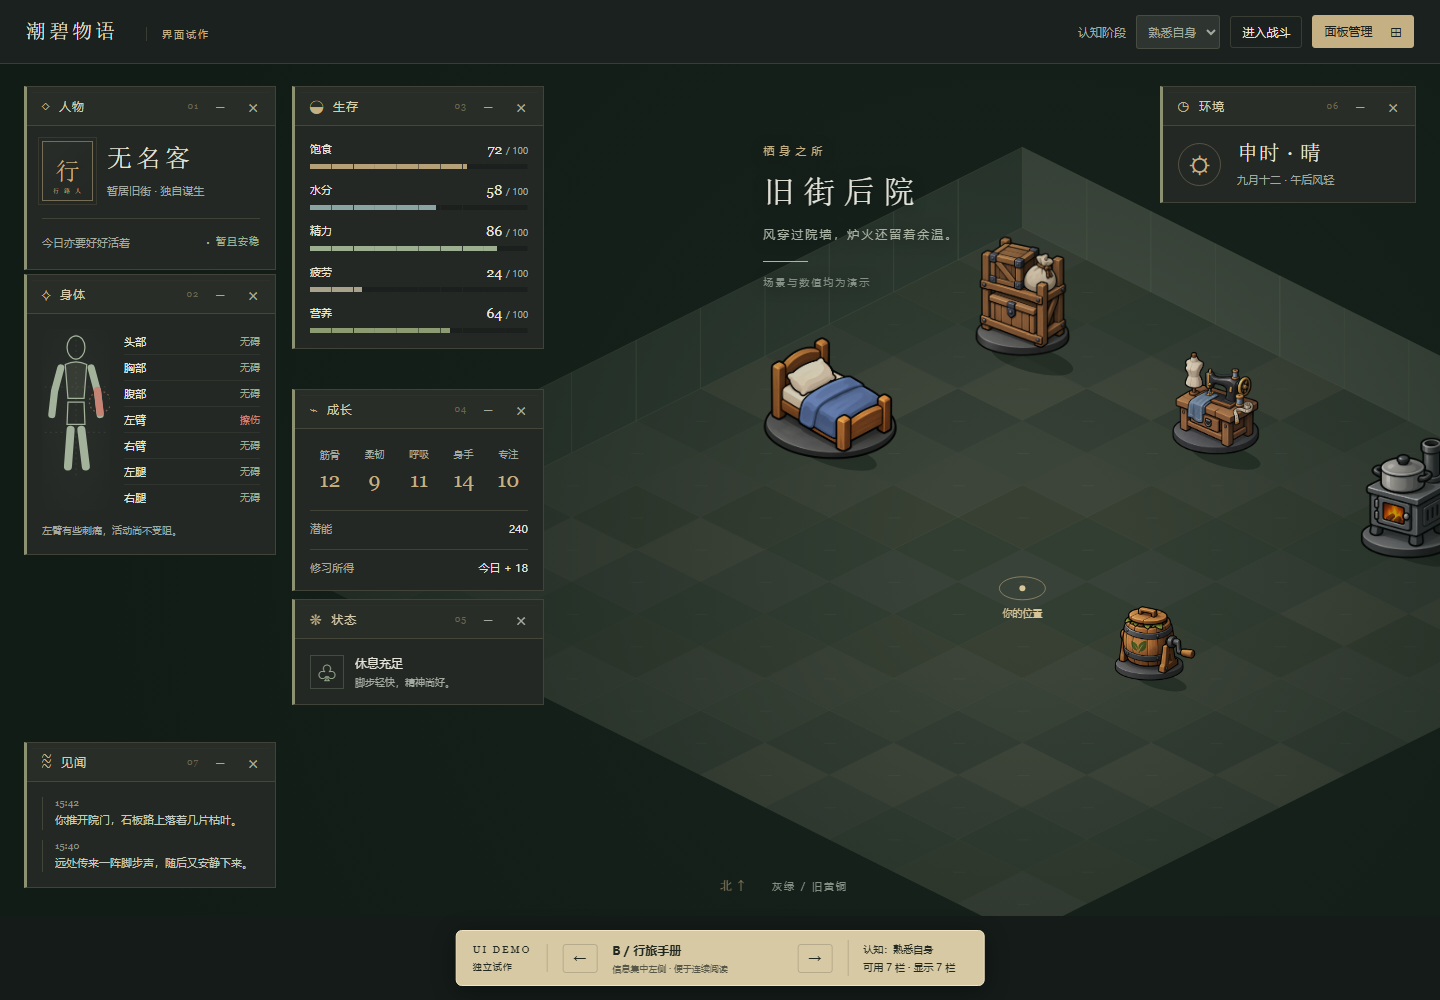 潮碧物语
界面试作
认知阶段
熟悉自身
进入战斗
面板管理
人物
01
行
行路人
无名客
暂居旧街 · 独自谋生
今日亦要好好活着
· 暂且安稳
身体
02
头部 无碍
胸部 无碍
腹部 无碍
左臂 擦伤
右臂 无碍
左腿 无碍
右腿 无碍
左臂有些刺痛，活动尚不受阻。
见闻
07
15:42
你推开院门，石板路上落着几片枯叶。
15:40
远处传来一阵脚步声，随后又安静下来。
生存
03
饱食 72 / 100
水分 58 / 100
精力 86 / 100
疲劳 24 / 100
营养 64 / 100
成长
04
筋骨 柔韧 呼吸 身手 专注
12 9 11 14 10
潜能 240
修习所得 今日 + 18
状态
05
休息充足
脚步轻快，精神尚好。
栖身之所
旧街后院
风穿过院墙，炉火还留着余温。
场景与数值均为演示
环境
06
申时 · 晴
九月十二 · 午后风轻
你的位置
北 ↑
灰绿 / 旧黄铜
UI DEMO
独立试作
←
B / 行旅手册
信息集中左侧 · 便于连续阅读
→
认知：熟悉自身
可用 7 栏 · 显示 7 栏